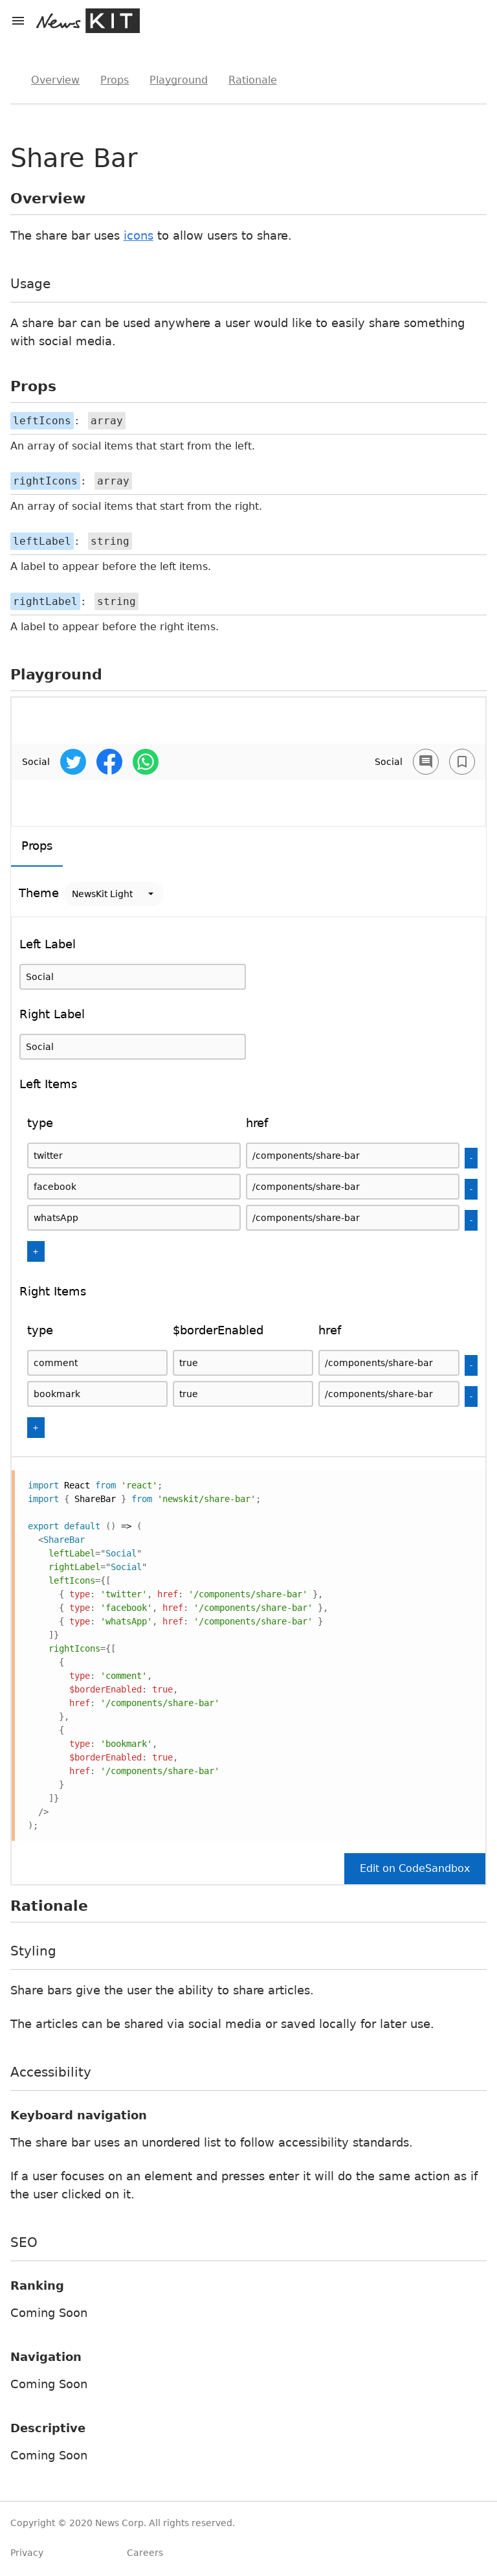 News KIT
Overview Props Playground Rationale
Share Bar
Overview
The share bar uses icons to allow users to share.
Usage
A share bar can be used anywhere a user would like to easily share something
with social media.
Props
leftIcons: array
An array of social items that start from the left.
rightIcons: array
An array of social items that start from the right.
leftLabel: string
A label to appear before the left items.
rightLabel: string
A label to appear before the right items.
Playground
Social Social
Props
Theme NewsKit Light
Left Label
Social
Right Label
Social
Left Items
type href
twitter /components/share-bar -
facebook /components/share-bar -
whatsApp /components/share-bar -
+
Right Items
type $borderEnabled href
comment true /components/share-bar -
bookmark true /components/share-bar -
+
import React from 'react';
import { ShareBar } from 'newskit/share-bar';
export default () => (
<ShareBar
leftLabel="Social"
rightLabel="Social"
leftIcons={[
{ type: 'twitter', href: '/components/share-bar' },
{ type: 'facebook', href: '/components/share-bar' },
{ type: 'whatsApp', href: '/components/share-bar' }
]}
rightIcons={[
{
type: 'comment',
$borderEnabled: true,
href: '/components/share-bar'
},
{
type: 'bookmark',
$borderEnabled: true,
href: '/components/share-bar'
}
]}
/>
);
Edit on CodeSandbox
Rationale
Styling
Share bars give the user the ability to share articles.
The articles can be shared via social media or saved locally for later use.
Accessibility
Keyboard navigation
The share bar uses an unordered list to follow accessibility standards.
If a user focuses on an element and presses enter it will do the same action as if
the user clicked on it.
SEO
Ranking
Coming Soon
Navigation
Coming Soon
Descriptive
Coming Soon
Copyright © 2020 News Corp. All rights reserved.
Privacy Careers